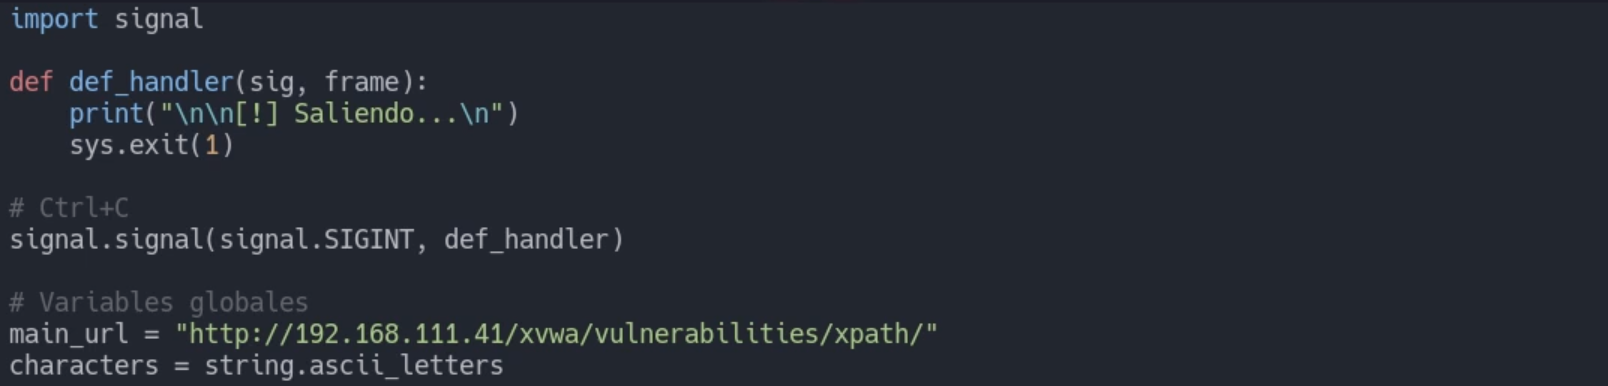 import signal
def def_handler(sig, frame):
    print("\n\n[!] Saliendo...\n")
    sys.exit(1)
# Ctrl+C
signal.signal(signal.SIGINT, def_handler)
# Variables globales
main_url = "http://192.168.111.41/xvwa/vulnerabilities/xpath/"
characters = string.ascii_letters